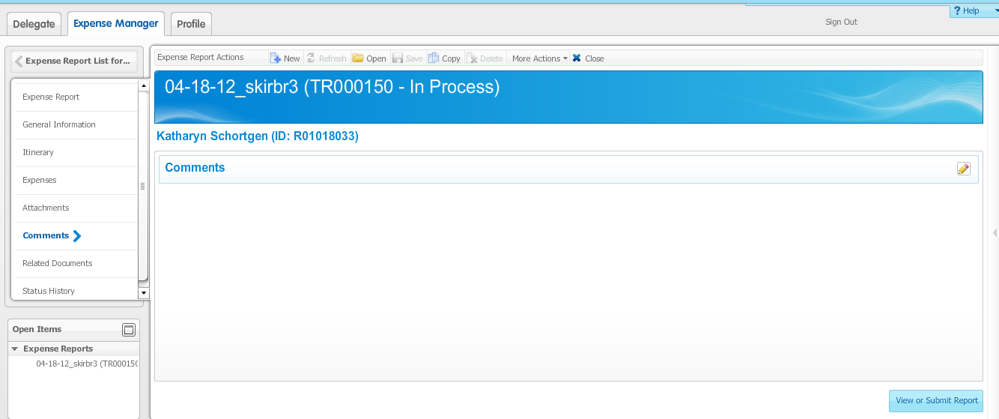 Help
Delegate
Expense Manager
Profile
Sign Out
Expense Report List for...
Expense Report Actions
New
Refresh
Open
Save
Copy
Delete
More Actions
Close
04-18-12_skirbr3 (TR000150 - In Process)
Katharyn Schortgen (ID: R01018033)
Expense Report
General Information
Itinerary
Expenses
Attachments
Comments
Related Documents
Status History
Comments
Open Items
Expense Reports
04-18-12_skirbr3 (TR000150
View or Submit Report